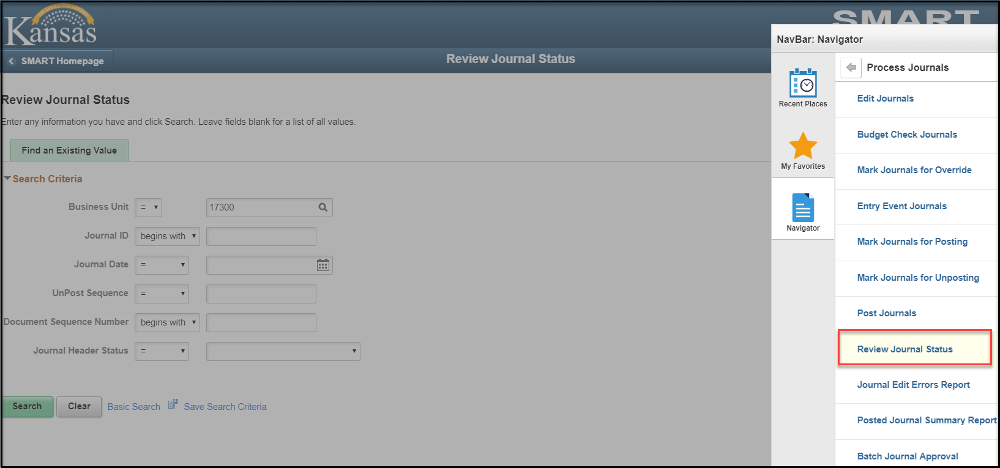 Kansas
SMART
SMART Homepage
Review Journal Status
Review Journal Status
Enter any information you have and click Search. Leave fields blank for a list of all values.
Find an Existing Value
Search Criteria
Business Unit = 17300
Journal ID begins with
Journal Date =
UnPost Sequence =
Document Sequence Number begins with
Journal Header Status =
Search Clear Basic Search Save Search Criteria
NavBar: Navigator
Recent Places
My Favorites
Navigator
Process Journals
Edit Journals
Budget Check Journals
Mark Journals for Override
Entry Event Journals
Mark Journals for Posting
Mark Journals for Unposting
Post Journals
Review Journal Status
Journal Edit Errors Report
Posted Journal Summary Report
Batch Journal Approval